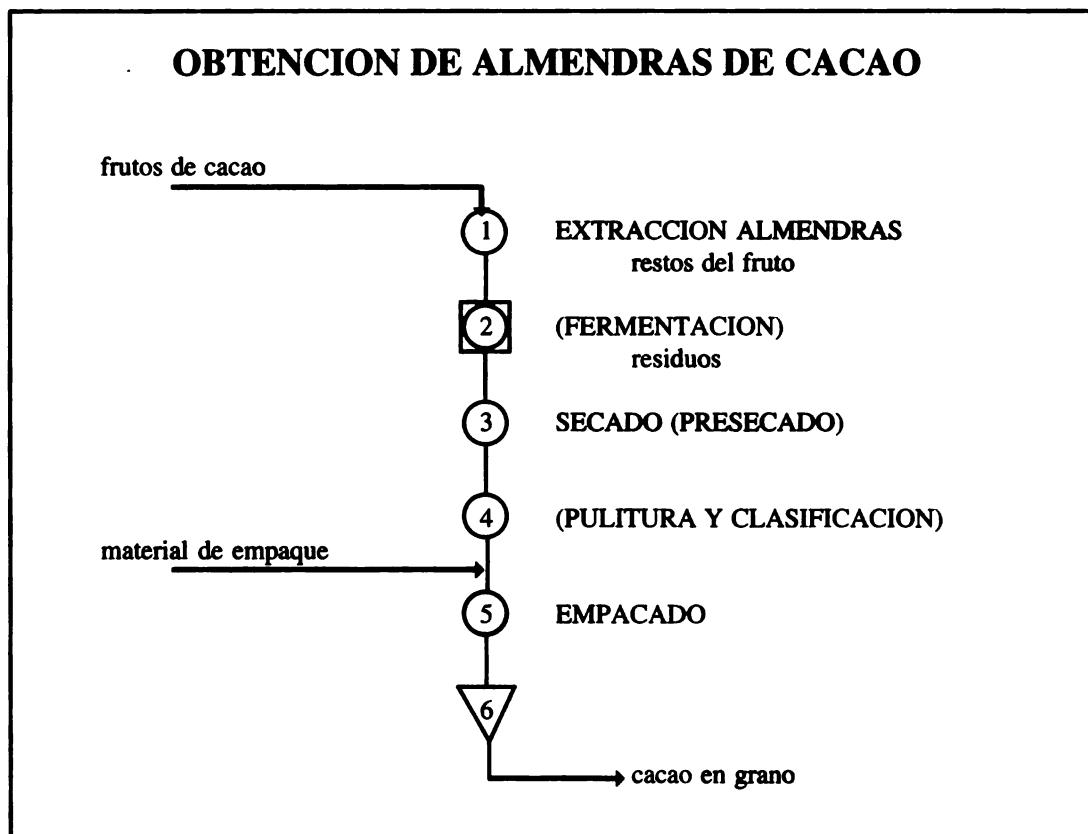 OBTENCION DE ALMENDRAS DE CACAO
frutos de cacao
1 EXTRACCION ALMENDRAS
restos del fruto
2 (FERMENTACION)
residuos
3 SECADO (PRESECADO)
4 (PULITURA Y CLASIFICACION)
material de empaque
5 EMPACADO
6
cacao en grano